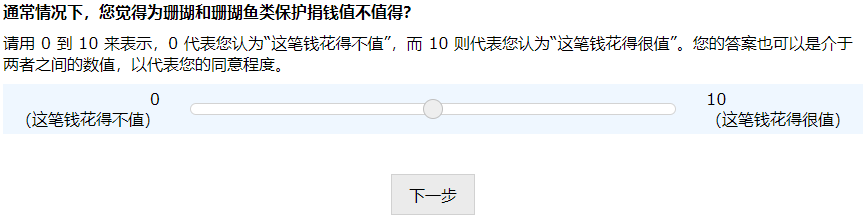 通常情况下，您觉得为珊瑚和珊瑚鱼类保护捐钱值不值得?
请用 0 到 10 来表示，0 代表您认为“这笔钱花得不值”，而 10 则代表您认为“这笔钱花得很值”。您的答案也可以是介于
两者之间的数值，以代表您的同意程度。
0 10
（这笔钱花得不值） （这笔钱花得很值）
下一步